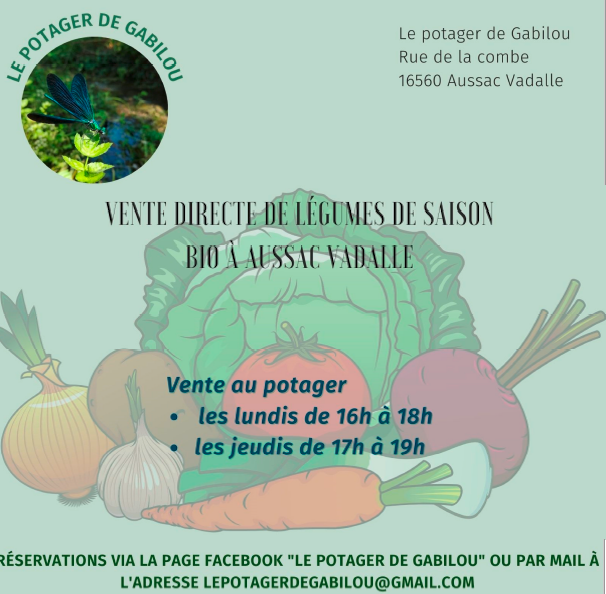 LE POTAGER DE GABILOU
Le potager de Gabilou
Rue de la combe
16560 Aussac Vadalle
VENTE DIRECTE DE LÉGUMES DE SAISON
BIO À AUSSAC VADALLE
Vente au potager
• les lundis de 16h à 18h
• les jeudis de 17h à 19h
RÉSERVATIONS VIA LA PAGE FACEBOOK "LE POTAGER DE GABILOU" OU PAR MAIL À
L'ADRESSE LEPOTAGERDEGABILOU@GMAIL.COM